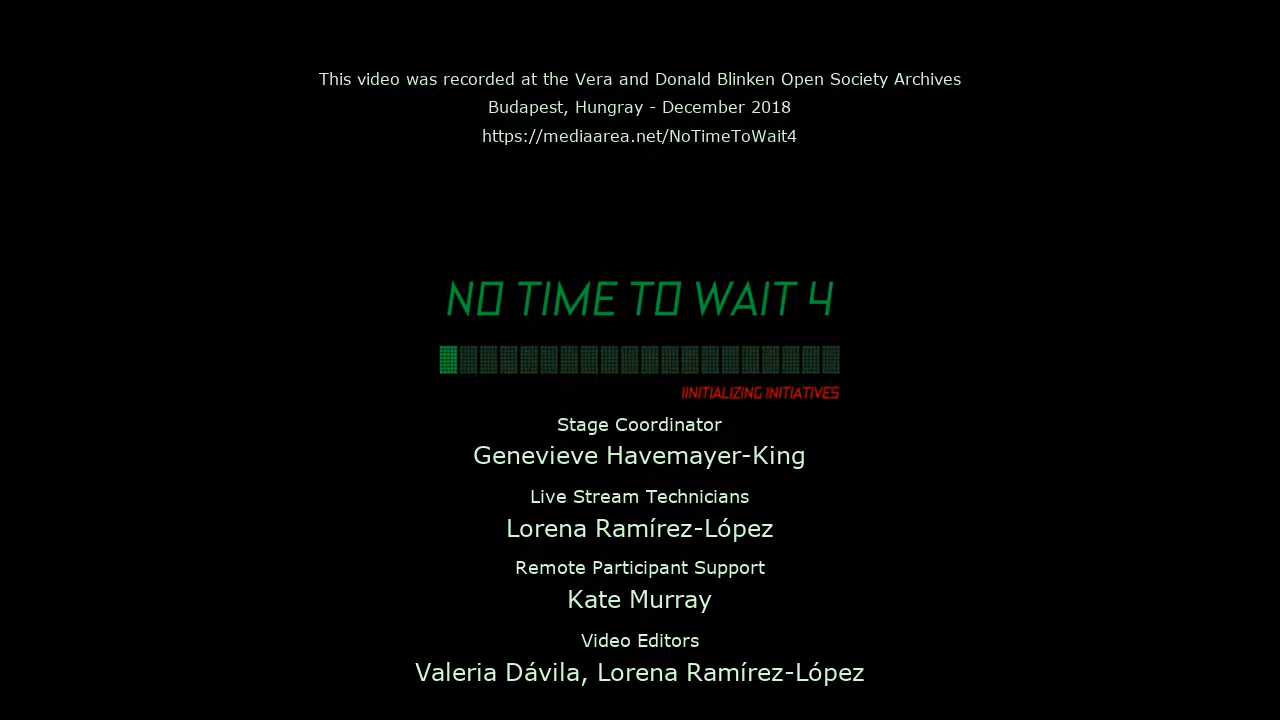 This video was recorded at the Vera and Donald Blinken Open Society Archives
Budapest, Hungray - December 2018
https://mediaarea.net/NoTimeToWait4
NO TIME TO WAIT 4
IINITIALIZING INITIATIVES
Stage Coordinator
Genevieve Havemayer-King
Live Stream Technicians
Lorena Ramírez-López
Remote Participant Support
Kate Murray
Video Editors
Valeria Dávila, Lorena Ramírez-López